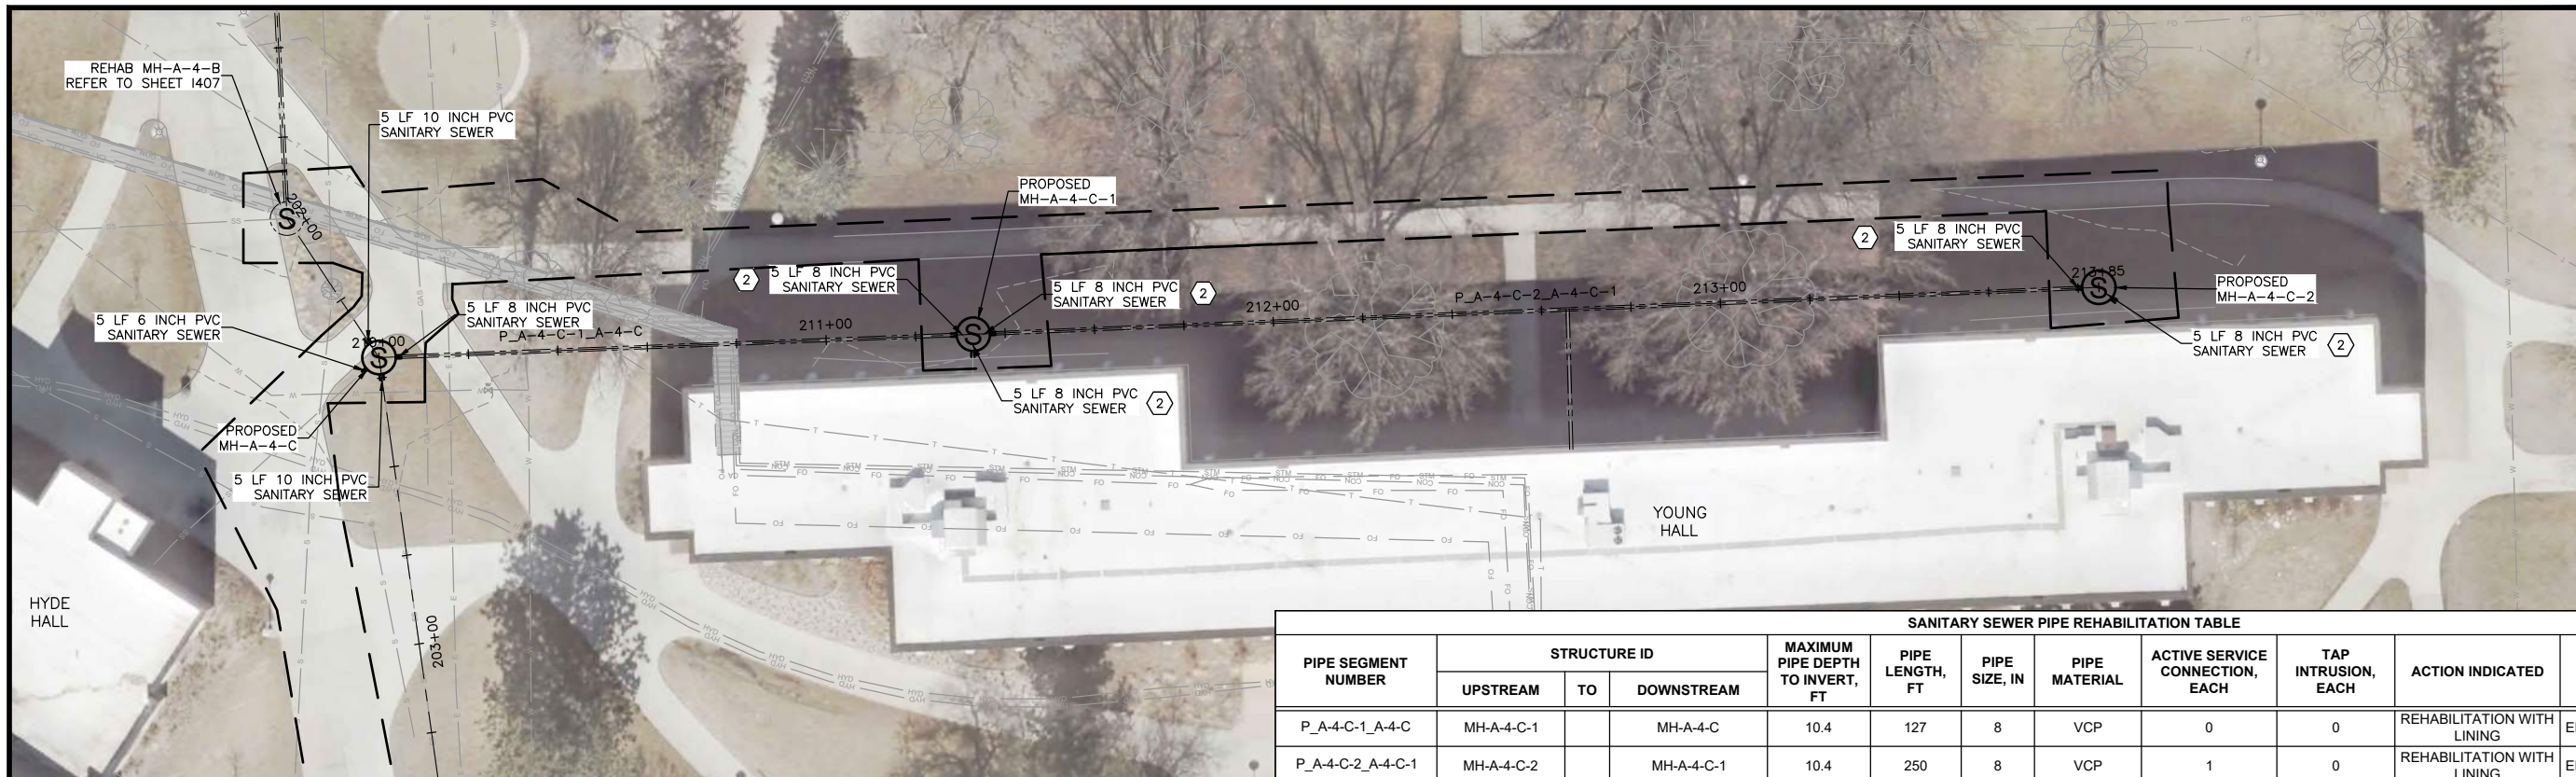 REHAB MH-A-4-B
REFER TO SHEET 1407
5 LF 10 INCH PVC
SANITARY SEWER
202+00
PROPOSED
MH-A-4-C-1
5 LF 8 INCH PVC
SANITARY SEWER
2
213+85
PROPOSED
MH-A-4-C-2
2
5 LF 8 INCH PVC
SANITARY SEWER
5 LF 8 INCH PVC
SANITARY SEWER
2
5 LF 8 INCH PVC
SANITARY SEWER
P_A-4-C-1_A-4-C
211+00
212+00
P_A-4-C-2_A-4-C-1
213+00
5 LF 6 INCH PVC
SANITARY SEWER
210+00
S
S
S
S
5 LF 8 INCH PVC
SANITARY SEWER
2
5 LF 8 INCH PVC
SANITARY SEWER
2
PROPOSED
MH-A-4-C
5 LF 10 INCH PVC
SANITARY SEWER
203+00
YOUNG
HALL
HYDE
HALL
SANITARY SEWER PIPE REHABILITATION TABLE
PIPE SEGMENT
NUMBER
STRUCTURE ID
UPSTREAM TO DOWNSTREAM
MAXIMUM
PIPE DEPTH
TO INVERT,
FT
PIPE
LENGTH,
FT
PIPE
SIZE, IN
PIPE
MATERIAL
ACTIVE SERVICE
CONNECTION,
EACH
TAP
INTRUSION,
EACH
ACTION INDICATED
P_A-4-C-1_A-4-C MH-A-4-C-1 MH-A-4-C 10.4 127 8 VCP 0 0 REHABILITATION WITH
LINING
P_A-4-C-2_A-4-C-1 MH-A-4-C-2 MH-A-4-C-1 10.4 250 8 VCP 1 0 REHABILITATION WITH
LINING